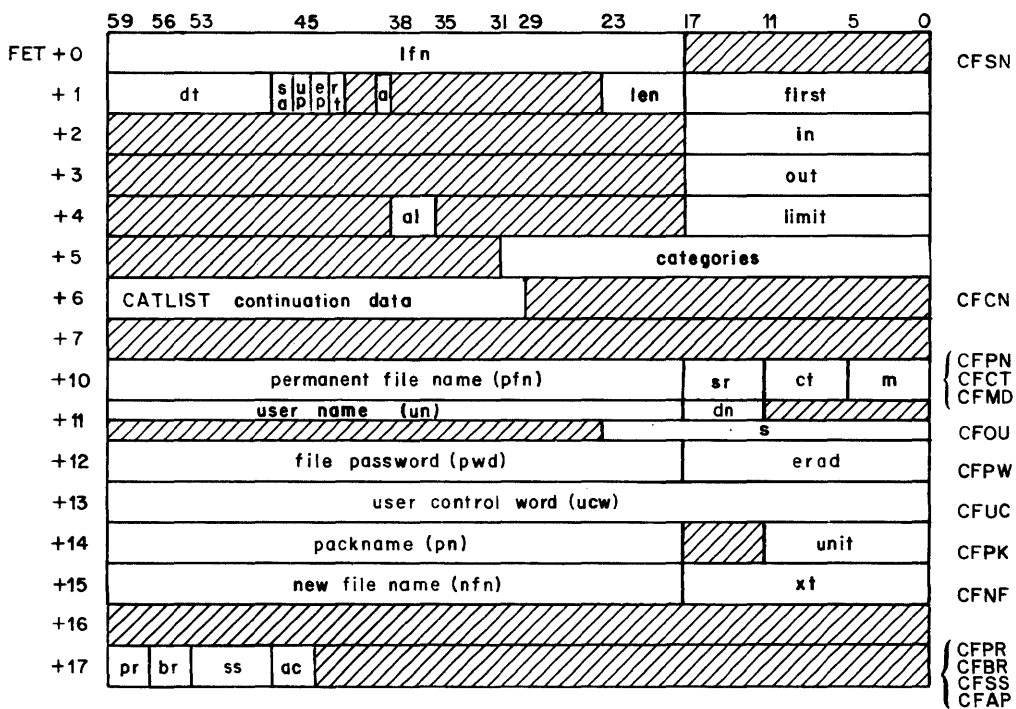 59 56 53 45 38 35 31 29 23 17 11 5 0
FET +0 lfn CFSN
+1 dt sa up ep rt a len first
+2 in
+3 out
+4 al limit
+5 categories
+6 CATLIST continuation data CFCN
+7
+10 permanent file name (pfn) sr ct m CFPN CFCT CFMD
+11 user name (un) dn
s CFOU
+12 file password (pwd) erad CFPW
+13 user control word (ucw) CFUC
+14 packname (pn) unit CFPK
+15 new file name (nfn) xt CFNF
+16
+17 pr br ss ac CFPR CFBR CFSS CFAP